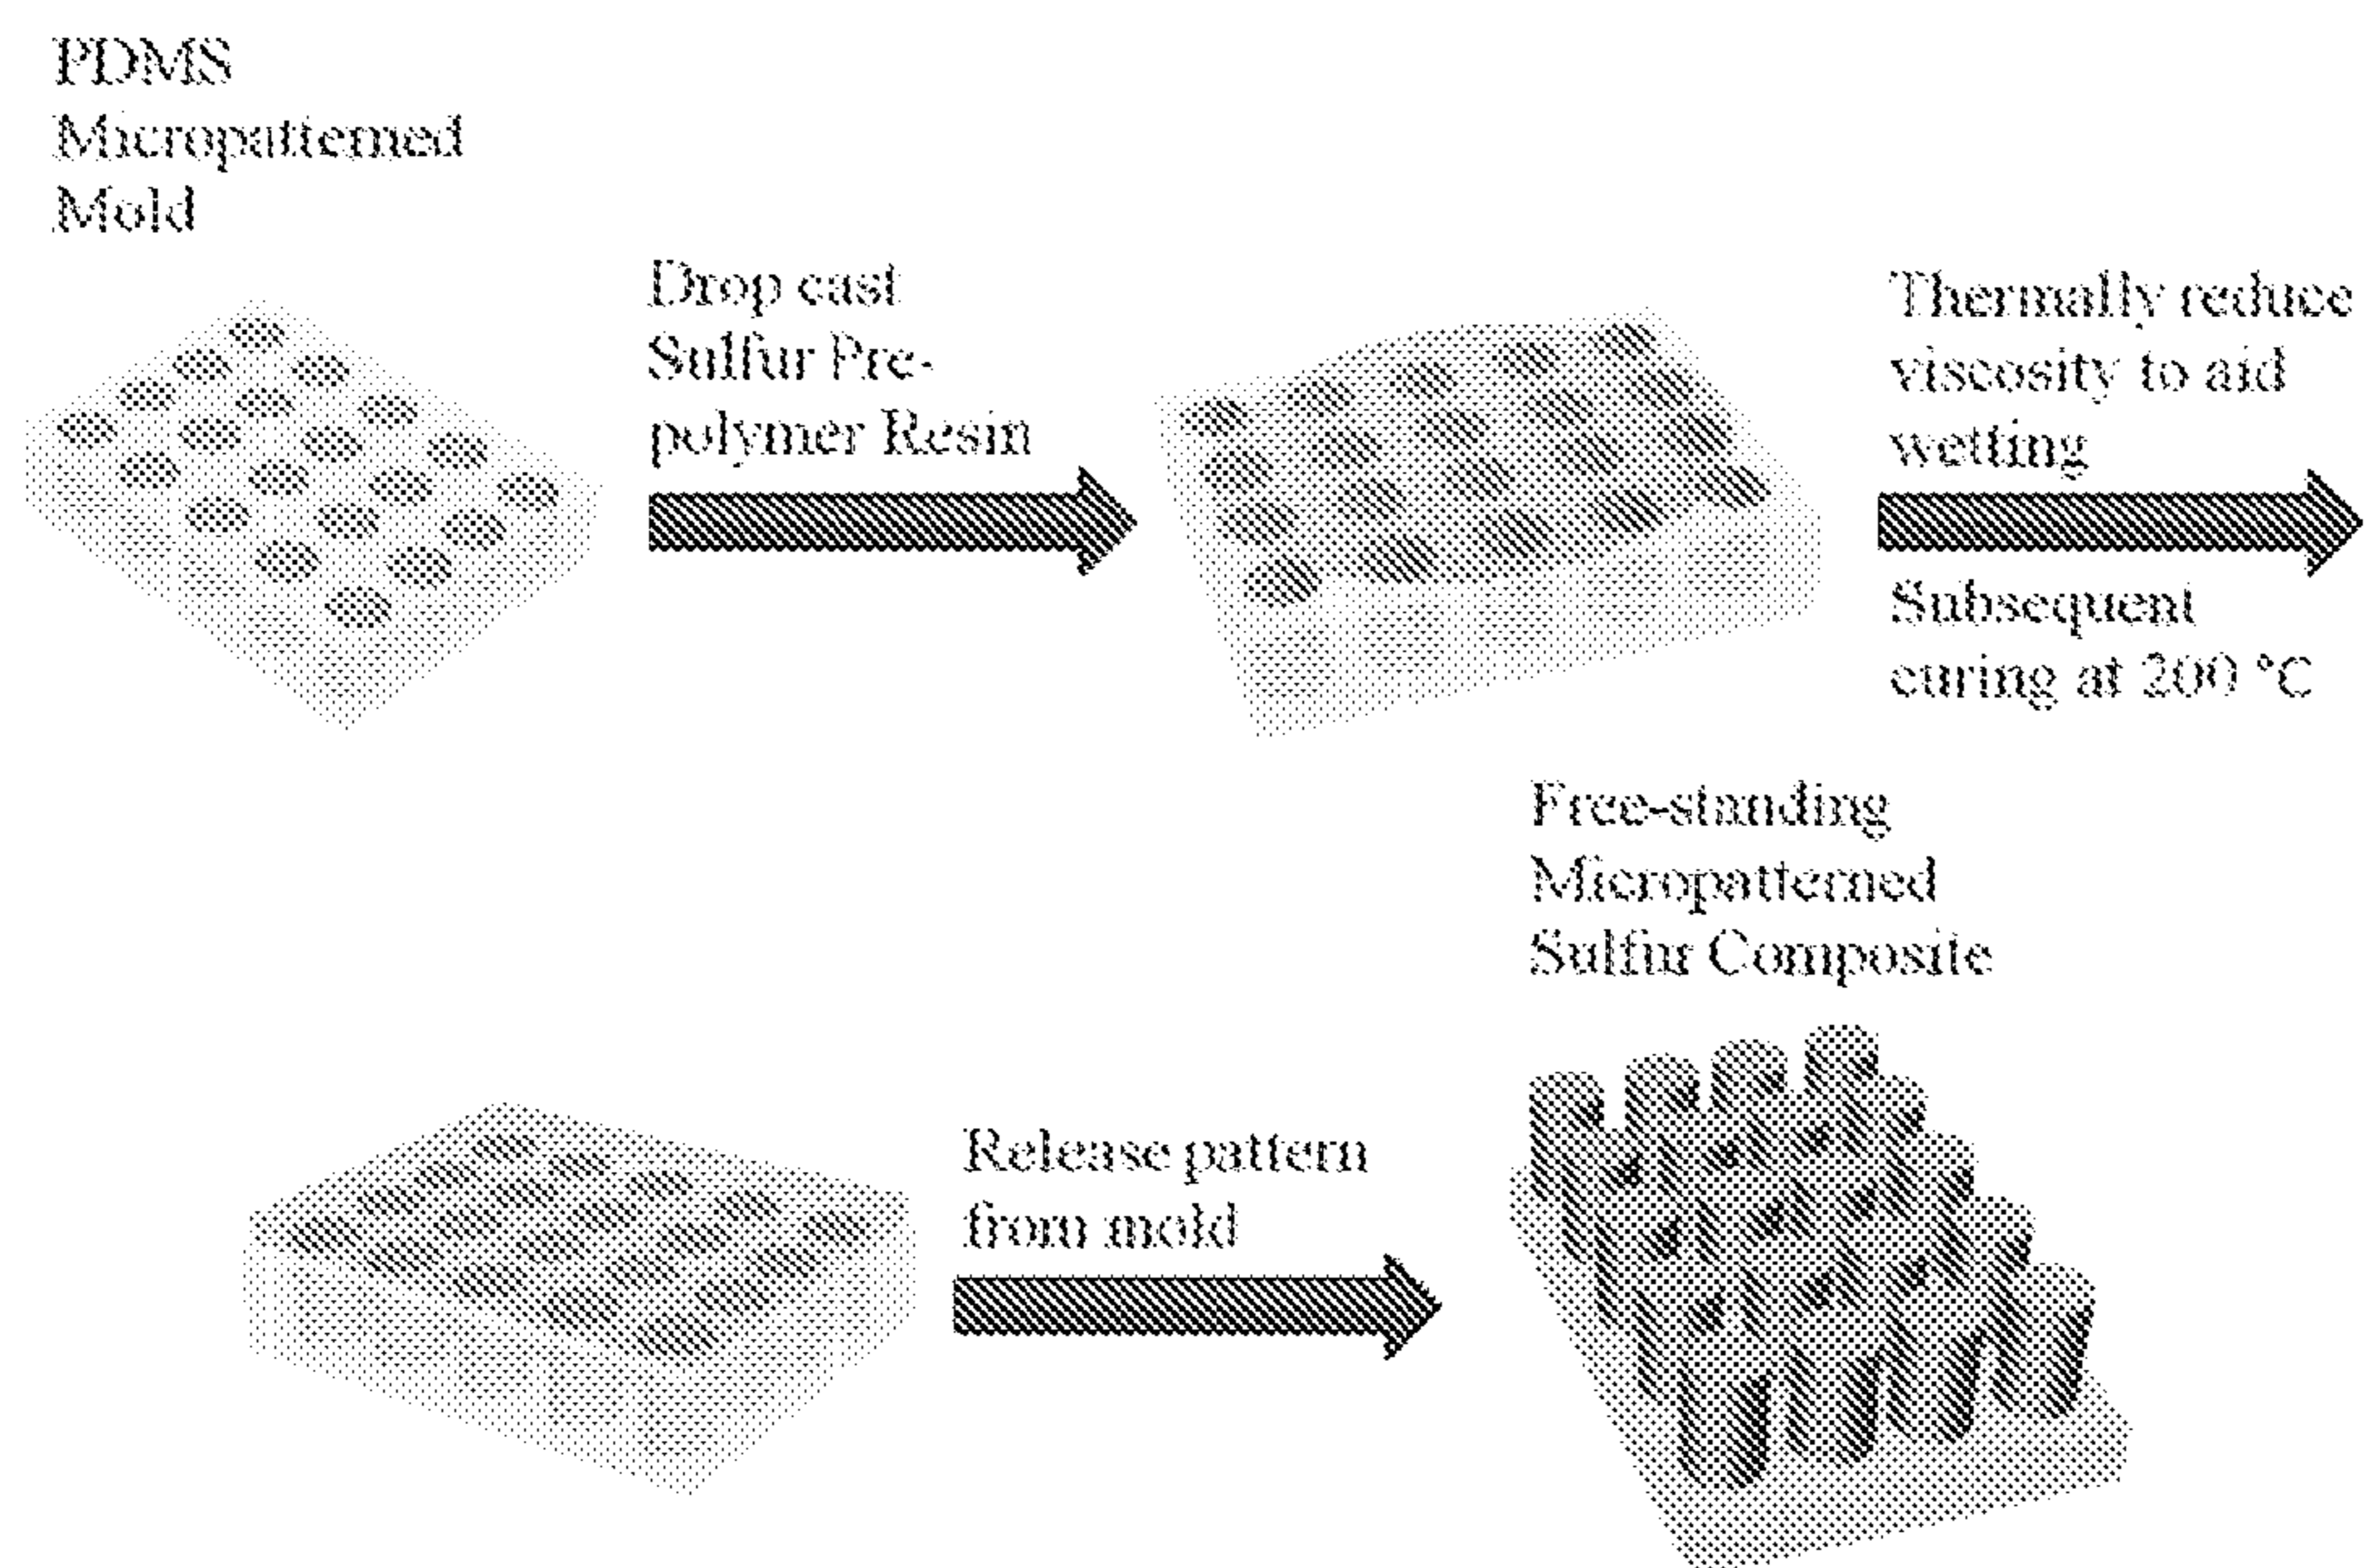 PDMS
Micropatterned
Mold
Drop cast
Sulfur Pre-
polymer Resin
Thermally reduce
viscosity to aid
wetting
Subsequent
curing at 200 °C
Free-standing
Micropatterned
Sulfur Composite
Release pattern
from mold